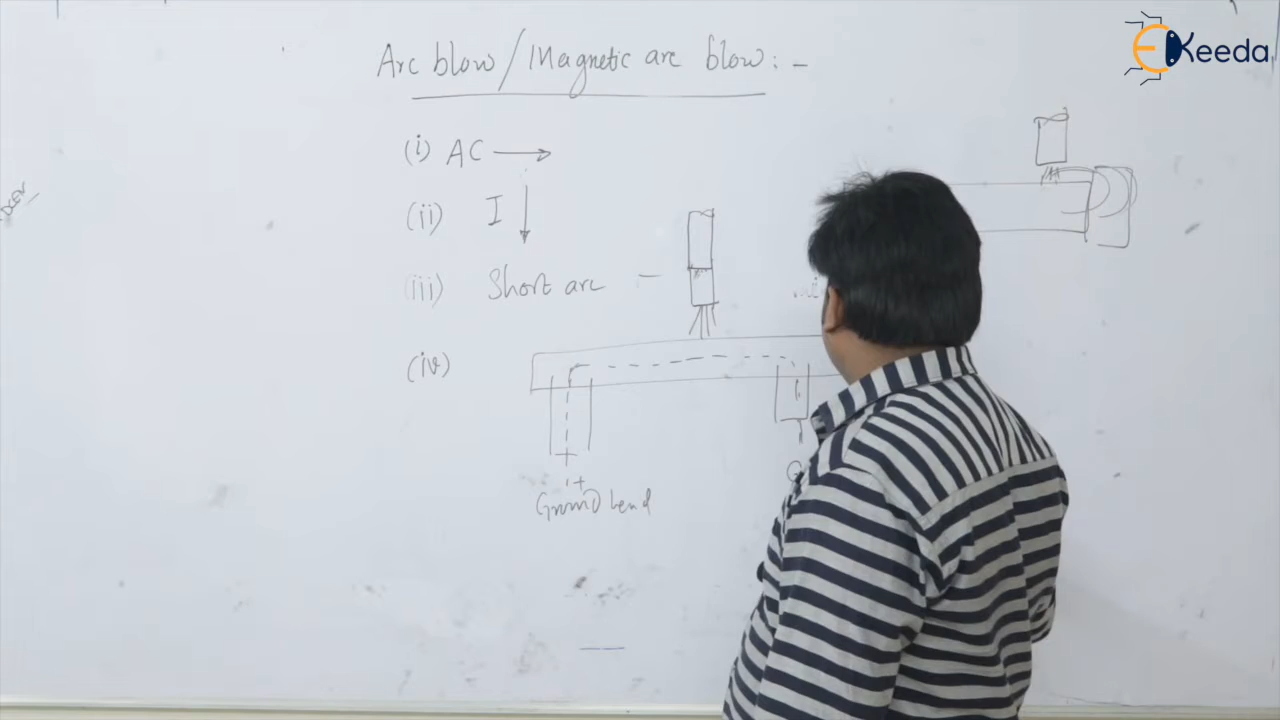 Keeda
Arc blow / Magnetic arc blow : -
(i) AC →
(ii) I ↓
(iii) Short arc -
(iv)
+
Ground lead
G